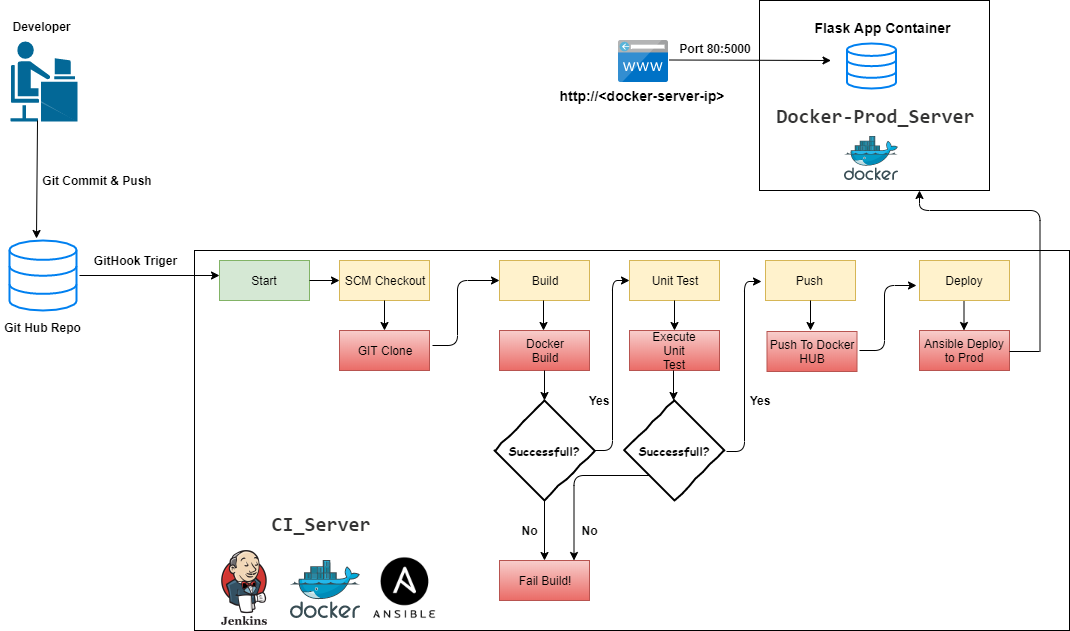 Developer
Git Commit & Push
Git Hub Repo
GitHook Triger
www
http://<docker-server-ip>
Port 80:5000
Flask App Container
Docker-Prod_Server
docker
Start
SCM Checkout
GIT Clone
Build
Docker
Build
Successfull?
Yes
No
Unit Test
Execute
Unit
Test
Successfull?
Yes
No
Fail Build!
Push
Push To Docker
HUB
Deploy
Ansible Deploy
to Prod
CI_Server
Jenkins
docker
ANSIBLE